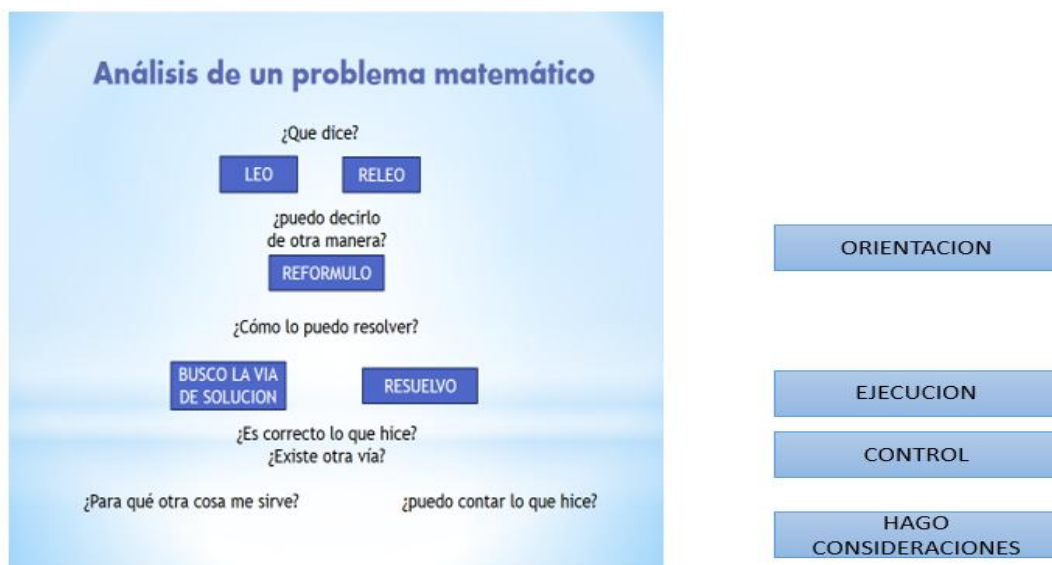 Análisis de un problema matemático
¿Que dice?
LEO RELEO
¿puedo decirlo
de otra manera?
ORIENTACION
REFORMULO
¿Cómo lo puedo resolver?
BUSCO LA VIA
DE SOLUCION
RESUELVO
EJECUCION
¿Es correcto lo que hice?
¿Existe otra vía?
CONTROL
¿Para qué otra cosa me sirve? ¿puedo contar lo que hice?
HAGO
CONSIDERACIONES